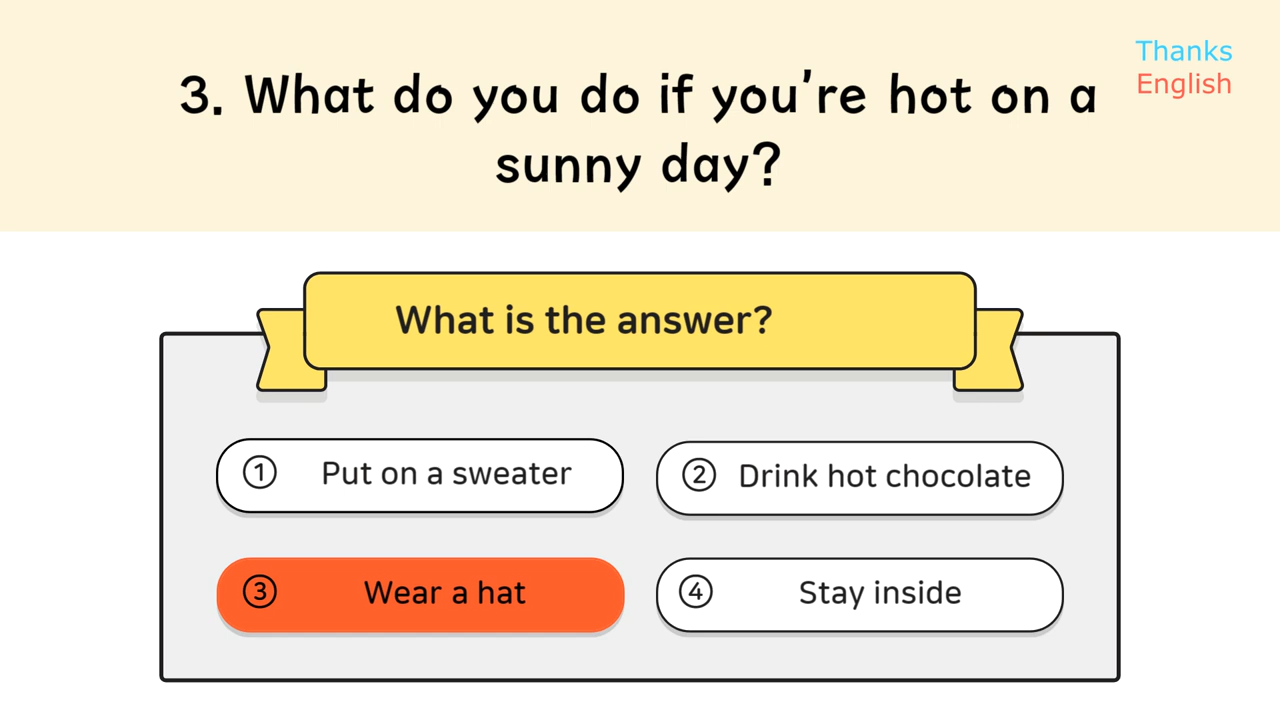 Thanks
English
3. What do you do if you're hot on a
sunny day?
What is the answer?
① Put on a sweater
② Drink hot chocolate
③ Wear a hat
④ Stay inside